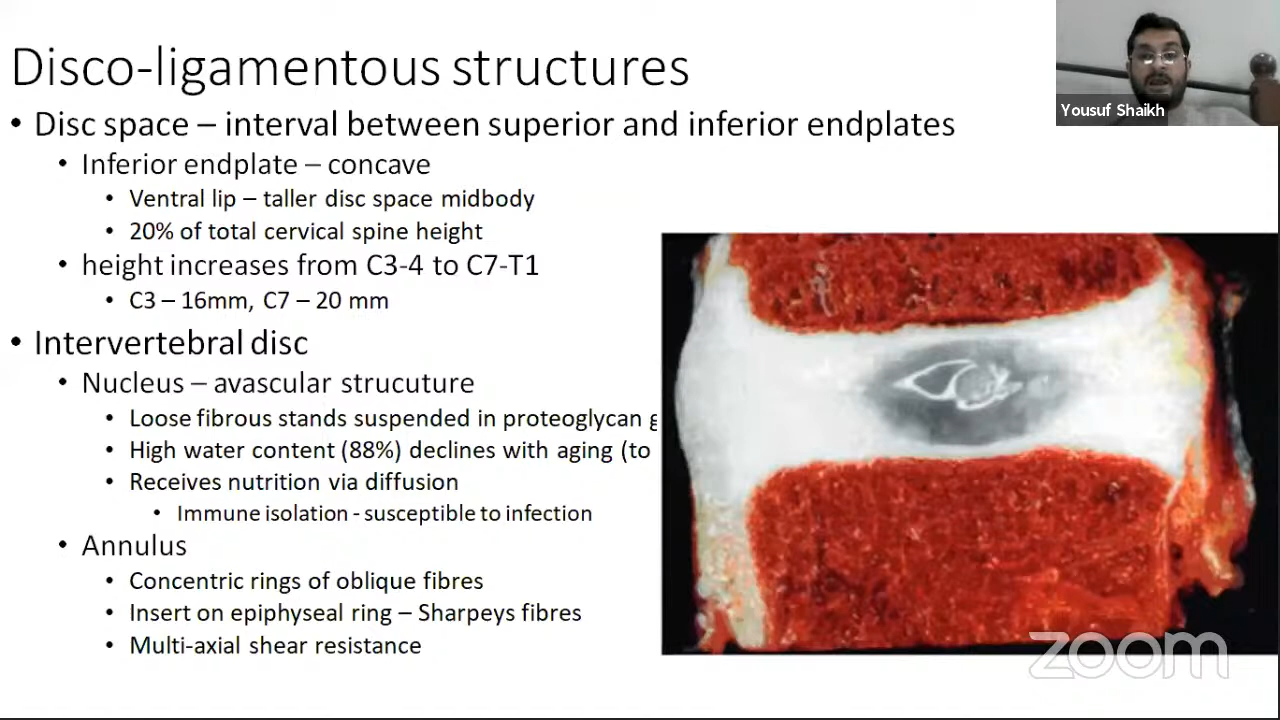 Disco-ligamentous structures
Yousuf Shaikh
• Disc space – interval between superior and inferior endplates
• Inferior endplate – concave
• Ventral lip – taller disc space midbody
• 20% of total cervical spine height
• height increases from C3-4 to C7-T1
• C3 – 16mm, C7 – 20 mm
• Intervertebral disc
• Nucleus – avascular strucuture
• Loose fibrous stands suspended in proteoglycan
• High water content (88%) declines with aging (to
• Receives nutrition via diffusion
• Immune isolation - susceptible to infection
• Annulus
• Concentric rings of oblique fibres
• Insert on epiphyseal ring – Sharpeys fibres
• Multi-axial shear resistance
zoom